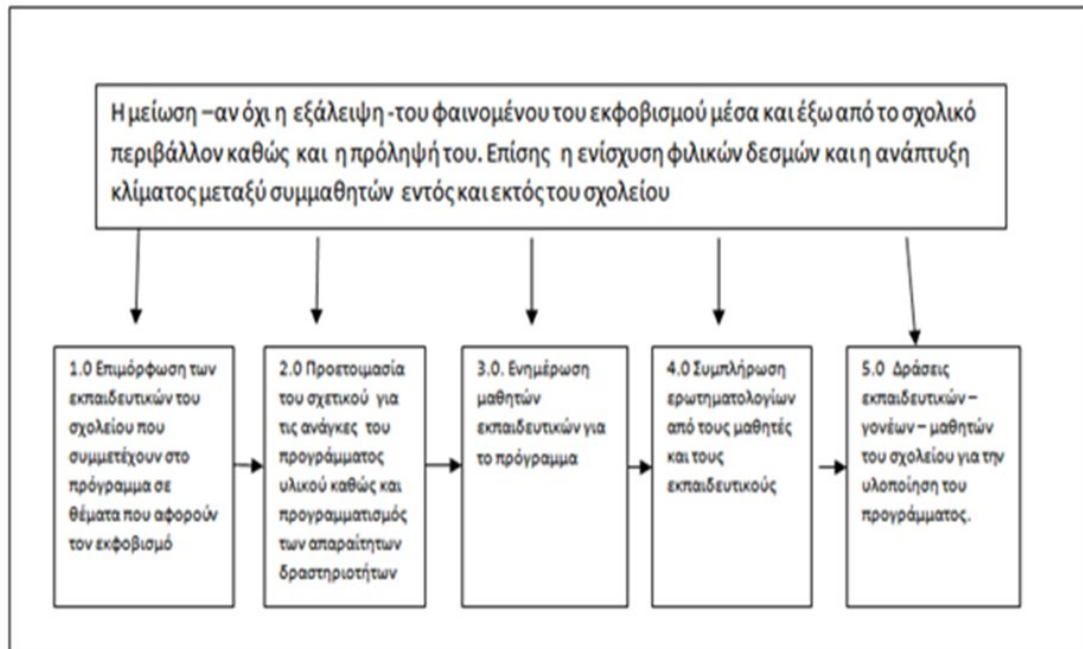 Η μείωση –αν όχι η εξάλειψη -του φαινομένου του εκφοβισμού μέσα και έξω από το σχολικό
περιβάλλον καθώς και η πρόληψή του. Επίσης η ενίσχυση φιλικών δεσμών και η ανάπτυξη
κλίματος μεταξύ συμμαθητών εντός και εκτός του σχολείου
1.0 Επιμόρφωση των
εκπαιδευτικών του
σχολείου που
συμμετέχουν στο
πρόγραμμα σε
θέματα που αφορούν
τον εκφοβισμό
2.0 Προετοιμασία
του σχετικού για
τις ανάγκες του
προγράμματος
υλικού καθώς και
προγραμματισμός
των απαραίτητων
δραστηριοτήτων
3.0. Ενημέρωση
μαθητών
εκπαιδευτικών για
το πρόγραμμα
4.0 Συμπλήρωση
ερωτηματολογίων
από τους μαθητές
και τους
εκπαιδευτικούς
5.0 Δράσεις
εκπαιδευτικών –
γονέων – μαθητών
του σχολείου για την
υλοποίηση του
προγράμματος.